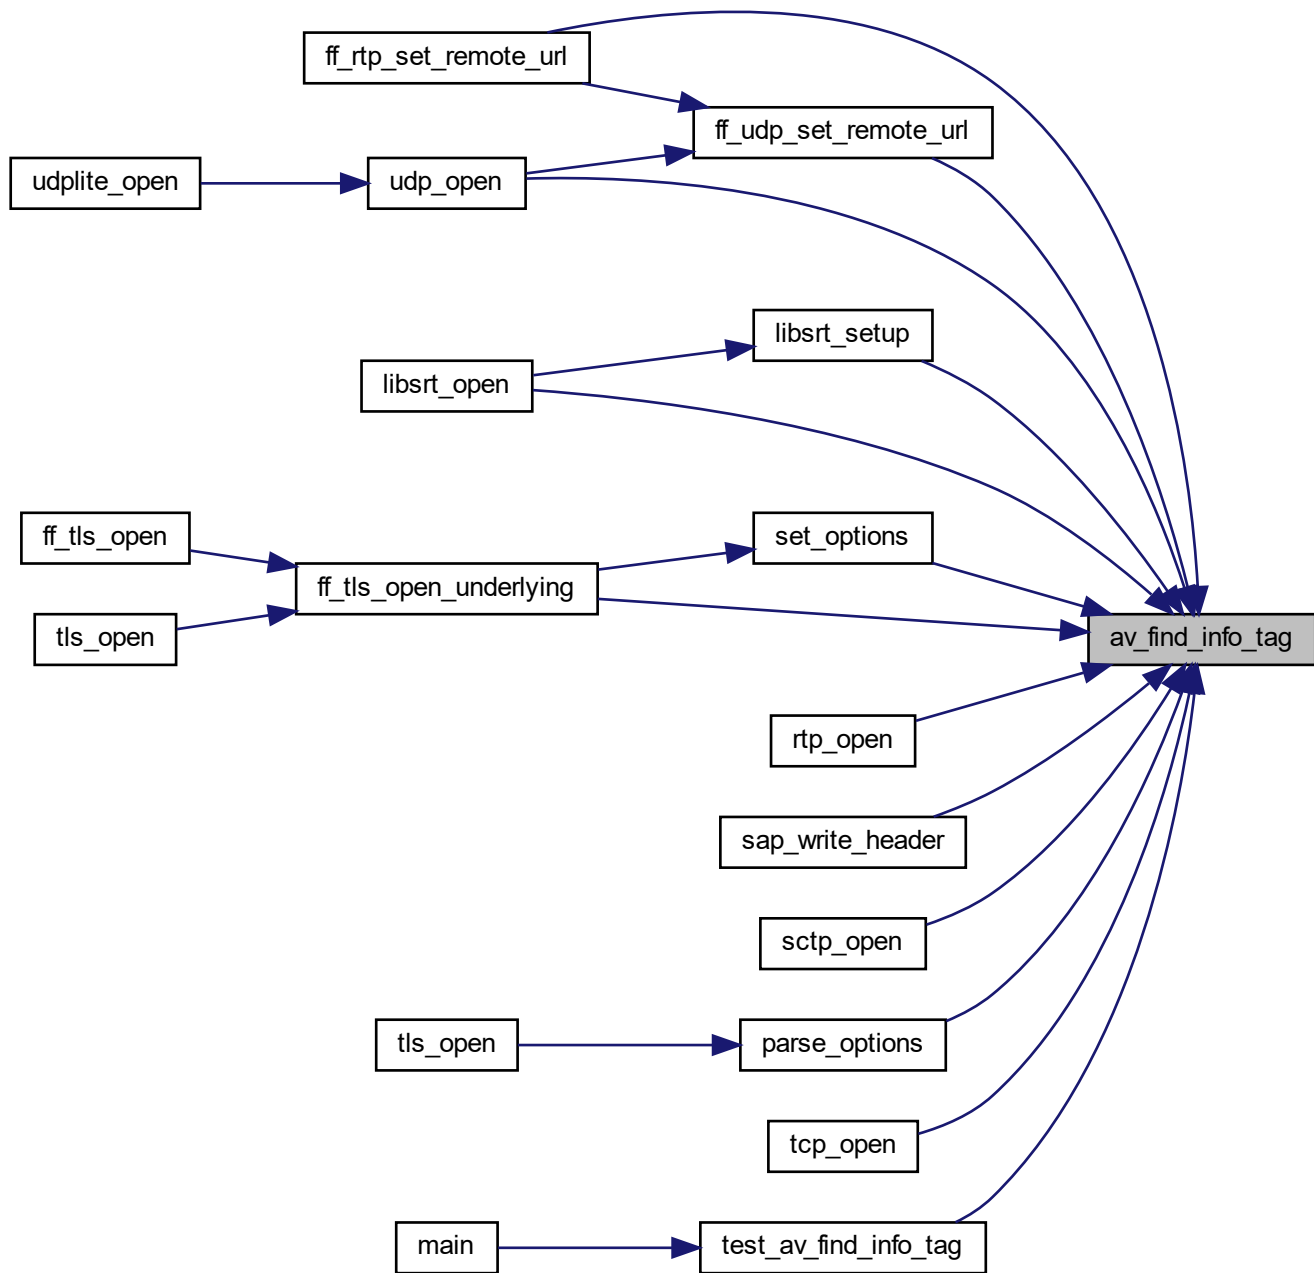 ff_rtp_set_remote_url
ff_udp_set_remote_url
udplite_open
udp_open
libsrt_setup
libsrt_open
ff_tls_open
set_options
ff_tls_open_underlying
tls_open
av_find_info_tag
rtp_open
sap_write_header
sctp_open
tls_open
parse_options
tcp_open
main
test_av_find_info_tag